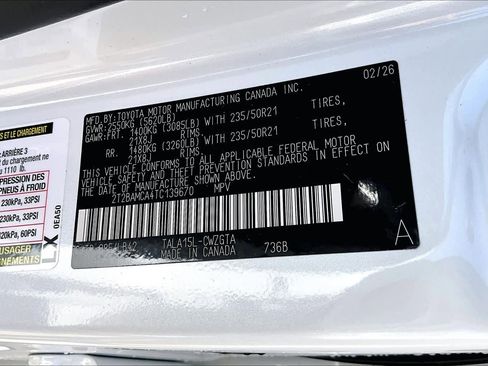 MFD. BY:TOYOTA MOTOR MANUFACTURING CANADA INC. 02/26
GVWR: 2550KG (5620LB)
GAWR:FRT. 1400KG (3085LB) WITH 235/50R21 TIRES,
21X8J RIMS
RR. 1480KG (3260LB) WITH 235/50R21 TIRES,
21X8J RIMS
THIS VEHICLE CONFORMS TO ALL APPLICABLE FEDERAL MOTOR
VEHICLE SAFETY, BUMPER AND THEFT PREVENTION STANDARDS IN EFFECT ON
THE DATE OF MANUFACTURE SHOWN ABOVE.
2T2BAMCA4TC139670 MPV
TALA15L-CWZGTA
MADE IN CANADA 736B
A
S ET LE CHARGEMENT
ARRIÈRE 3
du chargement ne
1110 lb.
PRESSION DES
PNEUS À FROID
230kPa, 33PSI
230kPa, 33PSI
420kPa, 60PSI
USAGER
GNEMENTS
LX
0EA50